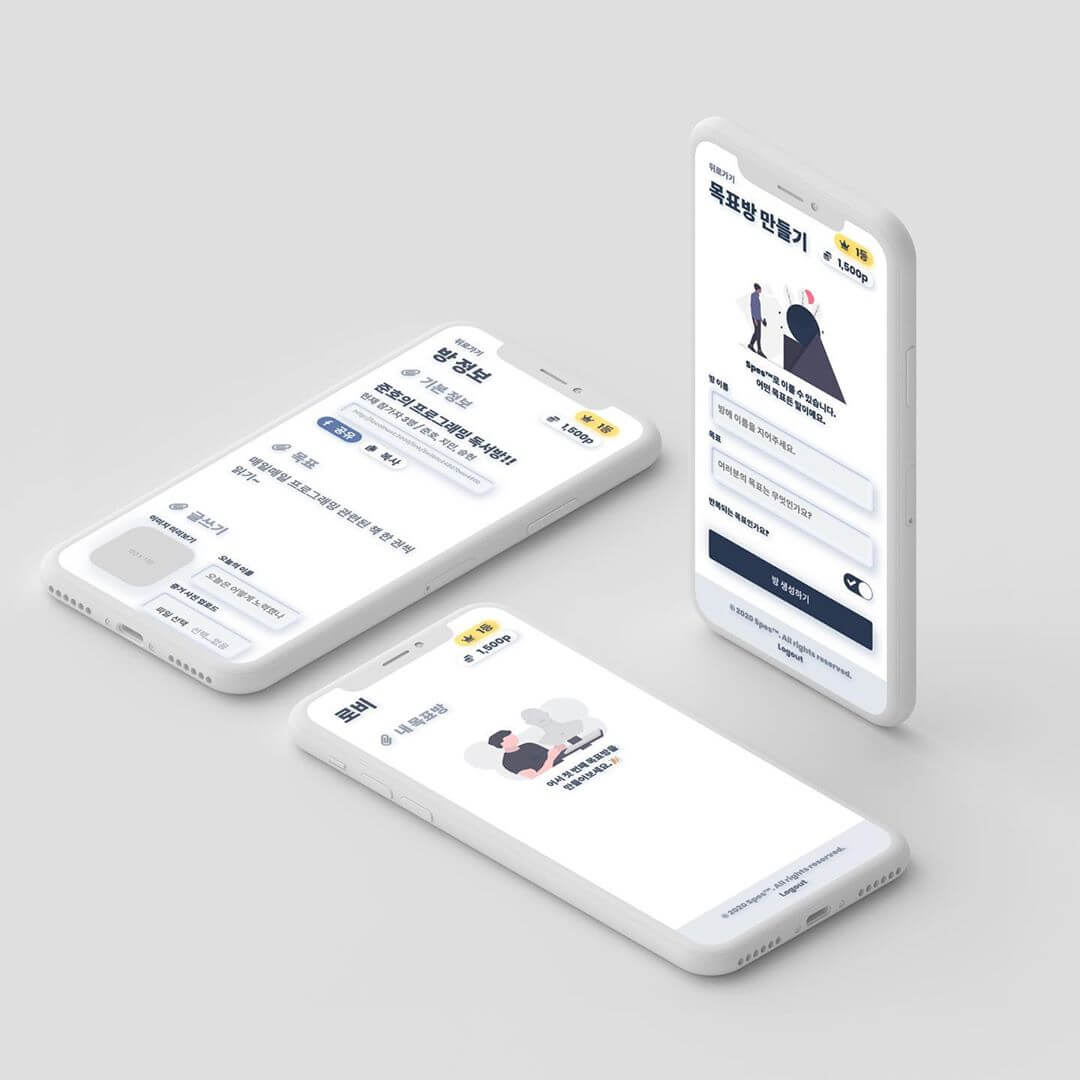 뒤로가기
방 정보
1등
1,500p
기본 정보
준호의 프로그래밍 독서방!!
현재 참가자 3명 / 준호, 지민, 승현
공유
복사
목표
매일매일 프로그래밍 관련된 책 한 권씩
읽기~
글쓰기
이미지 미리보기
오늘의 이름
오늘은 어떻게 노력했나
증거 사진 업로드
파일 선택 선택...없음
뒤로가기
목표방 만들기
1등
1,500p
Spes™로 이룰 수 있습니다.
어떤 목표든 말이에요.
방 이름
방에 이름을 지어주세요.
목표
여러분의 목표는 무엇인가요?
반복되는 목표인가요?
방 생성하기
© 2020 Spes™. All rights reserved.
Logout
로비
1등
1,500p
내 목표방
어서 첫 번째 목표방을
만들어보세요.
© 2020 Spes™. All rights reserved.
Logout